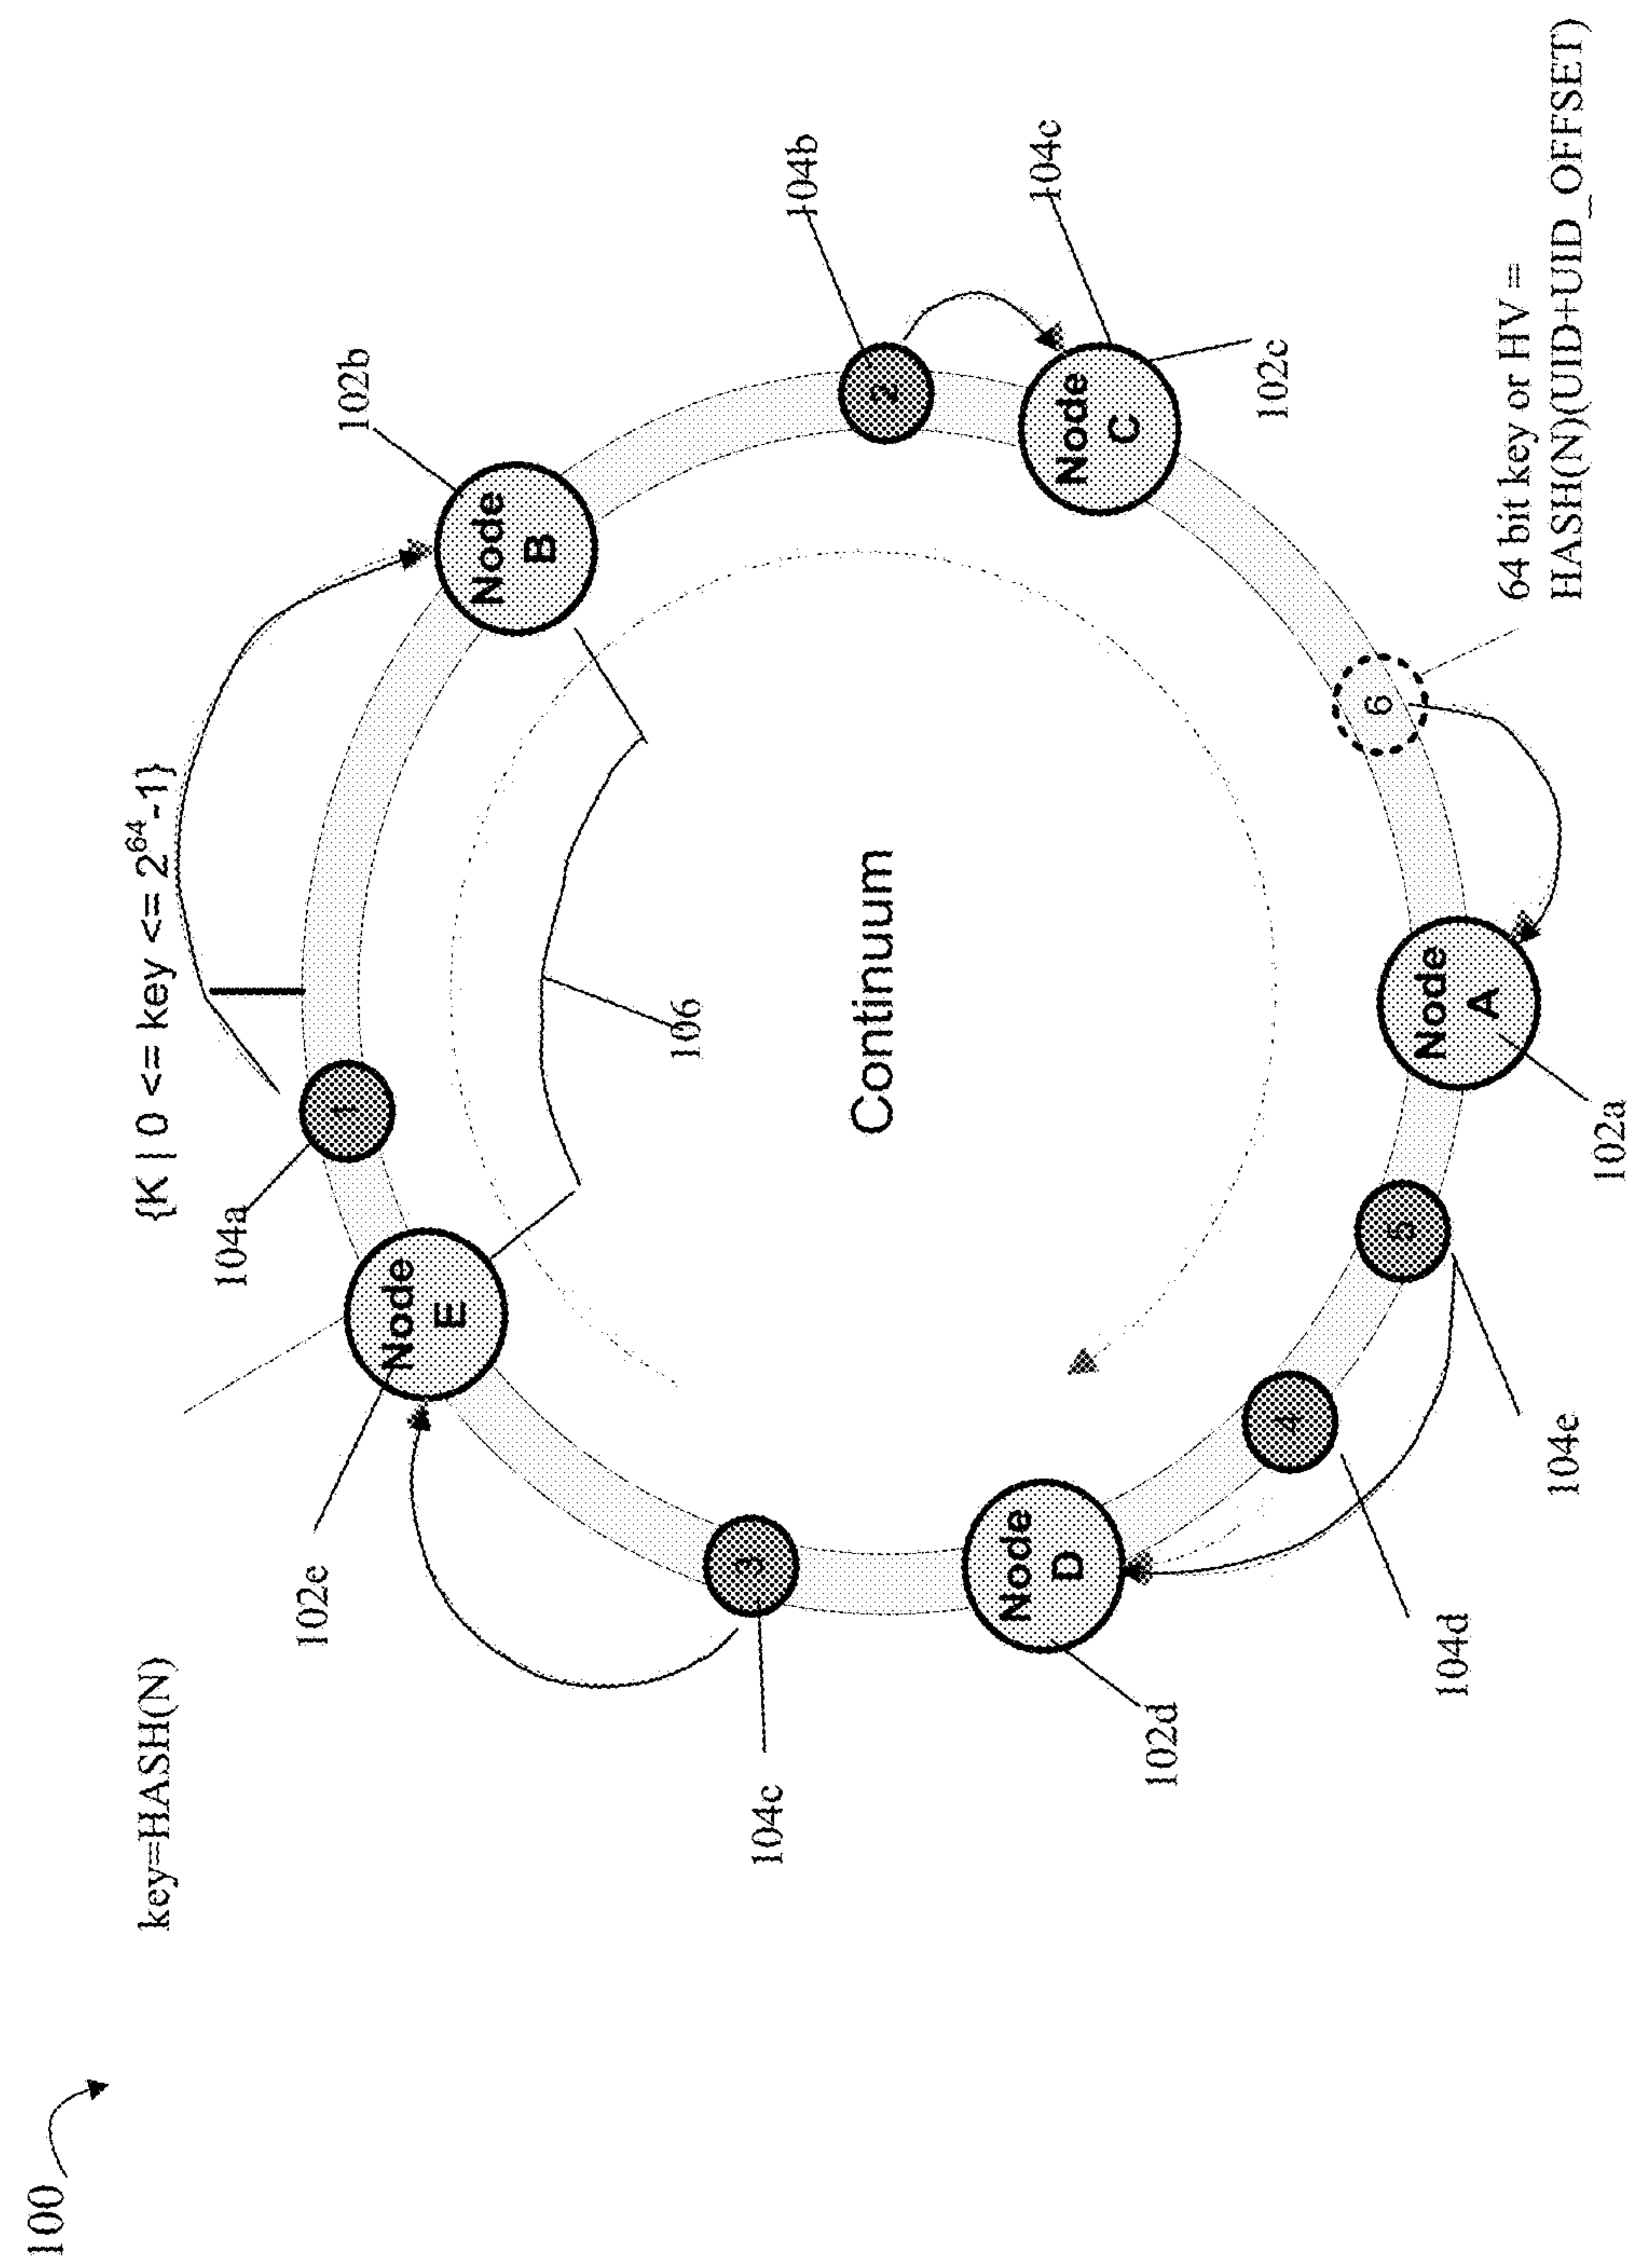 100
key=HASH(N)
{K | 0 <= key <= 2^64-1}
104a
102b
102e
Node
E
1
Node
B
104b
104c
3
106
2
104c
Continuum
Node
D
Node
C
102d
102c
4
6
104d
5
Node
A
64 bit key or HV =
HASH(N)(UID+UID_OFFSET)
104e
102a